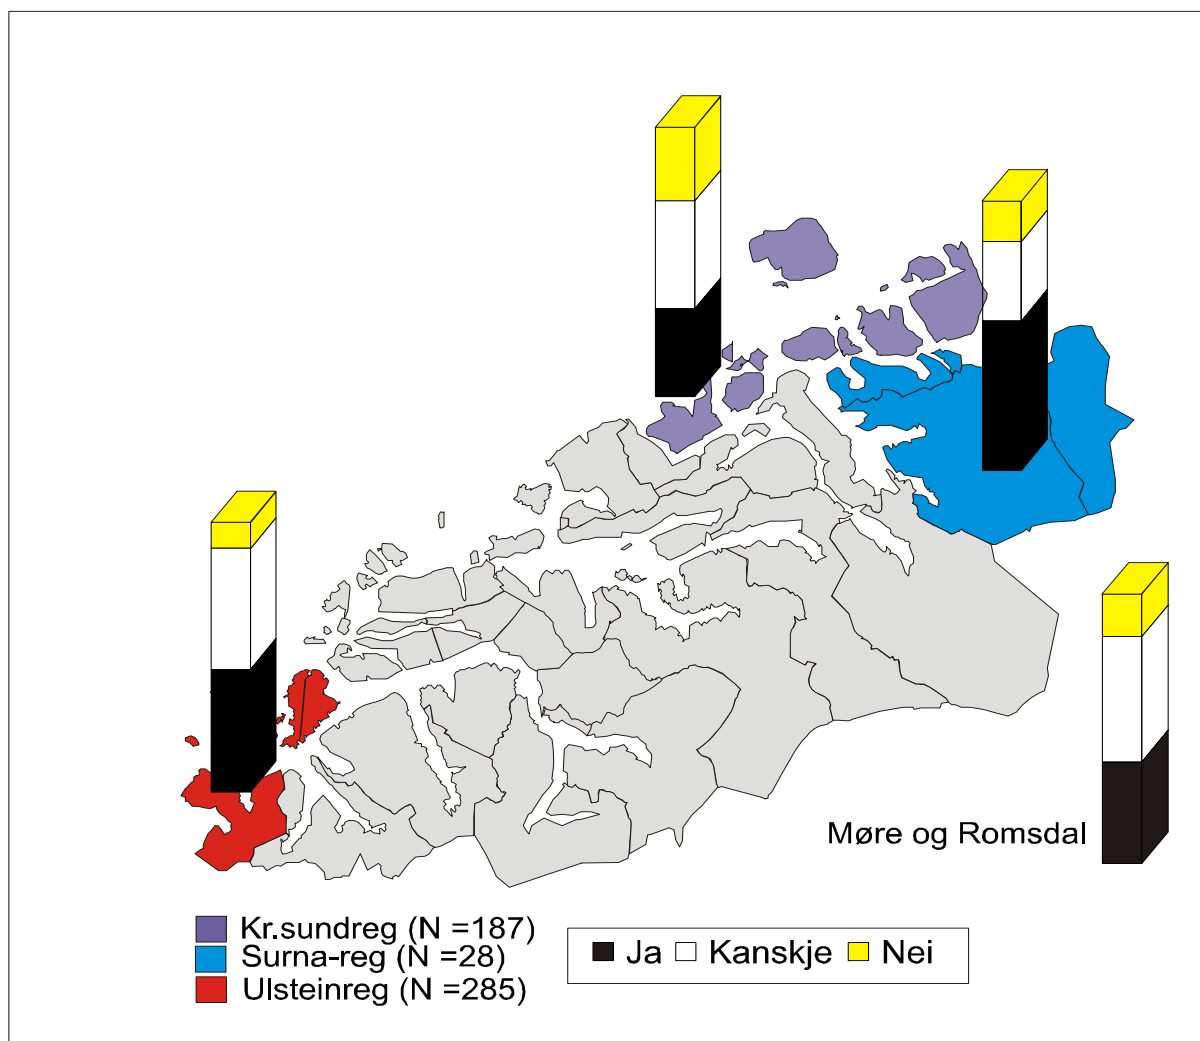 Møre og Romsdal
Kr.sundreg (N =187)
Surna-reg (N =28)
Ulsteinreg (N =285)
Ja Kanskje Nei